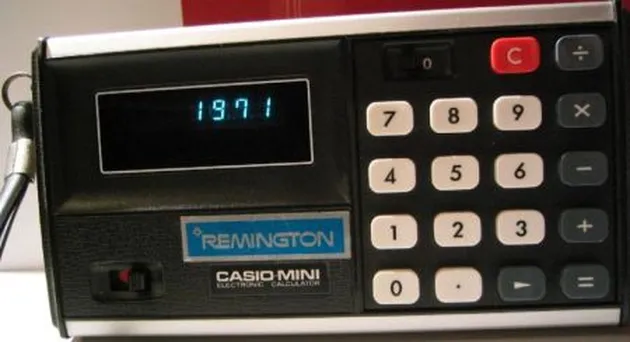 1971
REMINGTON
CASIO-MINI
ELECTRONIC CALCULATOR
0 C ÷
7 8 9 ×
4 5 6 −
1 2 3 +
0 · ► =